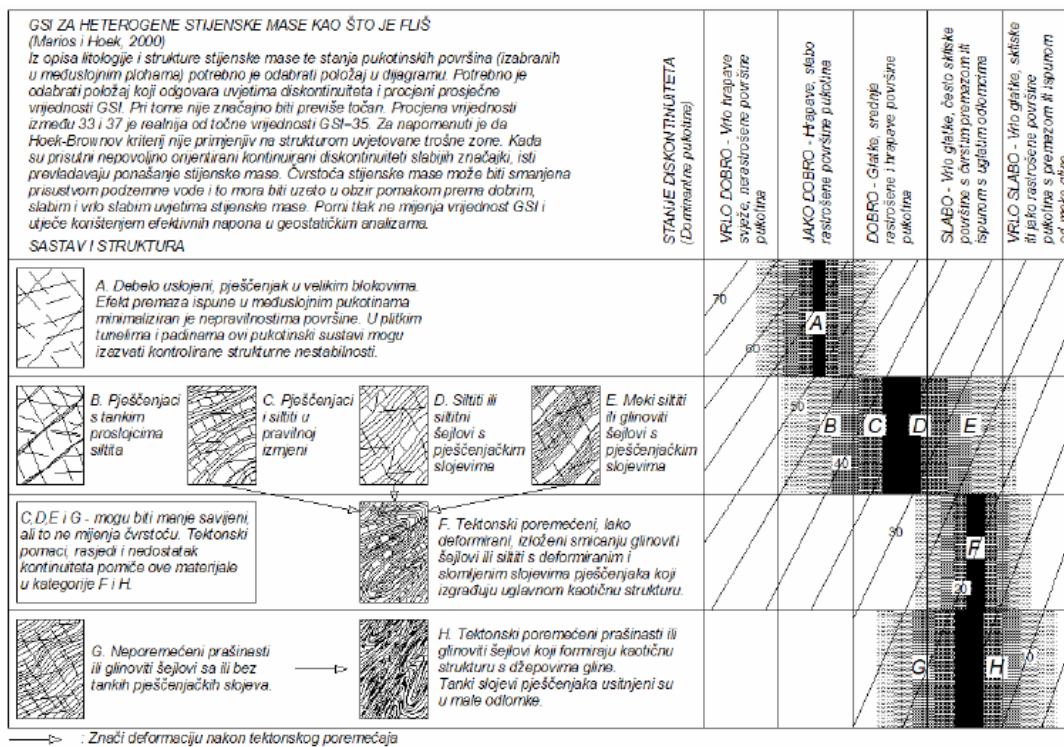 GSI ZA HETEROGENE STIJENSKE MASE KAO ŠTO JE FLIŠ
(Marios i Hoek, 2000)
Iz opisa litologije i strukture stijenske mase te stanja pukotinskih površina (izabranih
u međuslojnim plohama) potrebno je odabrati položaj u dijagramu. Potrebno je
odabrati položaj koji odgovara uvjetima diskontinuiteta i procjeni prosječne
vrijednosti GSI. Pri tome nije značajno biti previše točan. Procjena vrijednosti
između 33 i 37 je realnija od točne vrijednosti GSI=35. Za napomenuti je da
Hoek-Brownov kriterij nije primjenjiv na strukturom uvjetovane trošne zone. Kada
su prisutni nepovoljno orijentirani kontinuirani diskontinuiteti slabijih značajki, isti
prevladavaju ponašanje stijenske mase. Čvrstoća stijenske mase može biti smanjena
prisustvom podzemne vode i to mora biti uzeto u obzir pomakom prema dobrim,
slabim i vrlo slabim uvjetima stijenske mase. Porni tlak ne mijenja vrijednost GSI i
utječe korištenjem efektivnih napona u geostatičkim analizama.
SASTAV I STRUKTURA
STANJE DISKONTINUITETA
(Dominantne pukotine)
VRLO DOBRO - Vrlo hrapave
svježe, nerastrošene površine
pukotina
JAKO DOBRO - Hrapave, slabo
rastrošene površine pukotina
DOBRO - Glatke, srednje
rastrošene i hrapave površine
pukotina
SLABO - Vrlo glatke, često skliske
površine s čvrstim premazom ili
ispunom s uglatim odlomcima
VRLO SLABO - Vrlo glatke, skliske
ili jako rastrošene površine
pukotina s premazom ili ispunom
od meke gline
A. Debelo uslojeni, pješčenjak u velikim blokovima.
Efekt premaza ispune u međuslojnim pukotinama
minimaliziran je nepravilnostima površine. U plitkim
tunelima i padinama ovi pukotinski sustavi mogu
izazvati kontrolirane strukturne nestabilnosti.
70
60
A
B. Pješčenjaci
s tankim
proslojcima
siltita
C. Pješčenjaci
i siltiti u
pravilnoj
izmjeni
D. Siltiti ili
siltitni
šejlovi s
pješčenjačkim
slojevima
E. Meki siltiti
ili glinoviti
šejlovi s
pješčenjačkim
slojevima
50
B
C
D
E
40
C,D,E i G - mogu biti manje savijeni,
ali to ne mijenja čvrstoću. Tektonski
pomaci, rasjedi i nedostatak
kontinuiteta pomiče ove materijale
u kategorije F i H.
F. Tektonski poremećeni, lako
deformirani, izloženi smicanju glinoviti
šejlovi ili siltiti s deformiranim i
slomljenim slojevima pješčenjaka koji
izgrađuju uglavnom kaotičnu strukturu.
30
F
20
G. Neporemećeni prašinasti
ili glinoviti šejlovi sa ili bez
tankih pješčenjačkih slojeva.
H. Tektonski poremećeni prašinasti ili
glinoviti šejlovi koji formiraju kaotičnu
strukturu s džepovima gline.
Tanki slojevi pješčenjaka usitnjeni su
u male odlomke.
G
H
10
: Znači deformaciju nakon tektonskog poremećaja